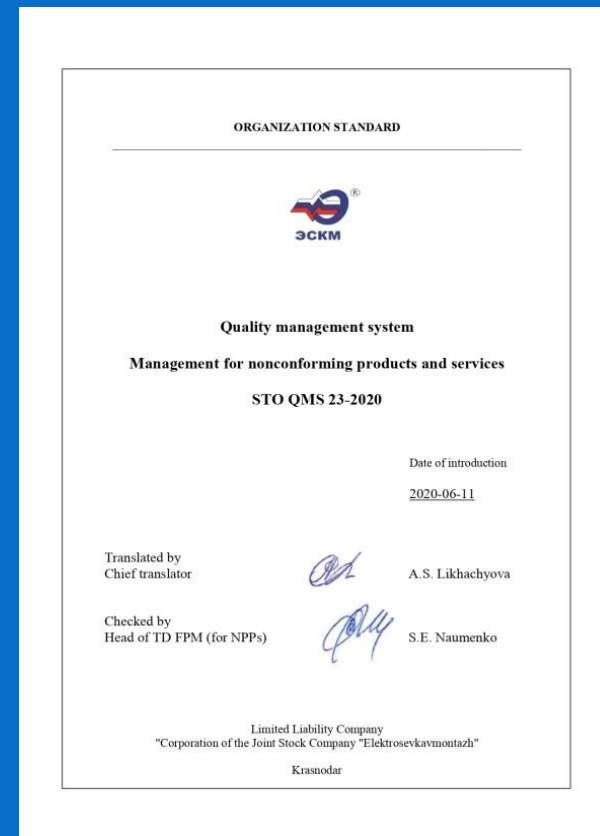 ORGANIZATION STANDARD
®
ЭСКМ
Quality management system
Management for nonconforming products and services
STO QMS 23-2020
Date of introduction
2020-06-11
Translated by
Chief translator
A.S. Likhachyova
Checked by
Head of TD FPM (for NPPs)
S.E. Naumenko
Limited Liability Company
"Corporation of the Joint Stock Company "Elektrosevkavmontazh"
Krasnodar